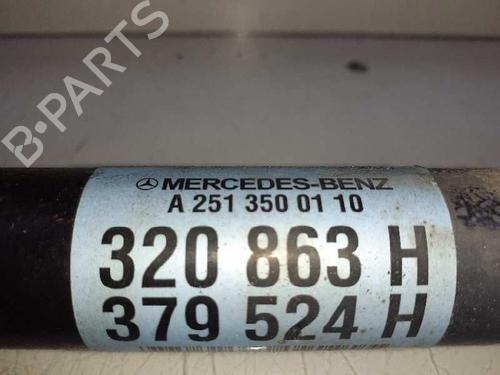 B-PARTS
MERCEDES-BENZ
A 251 350 01 10
320 863 H
379 524 H